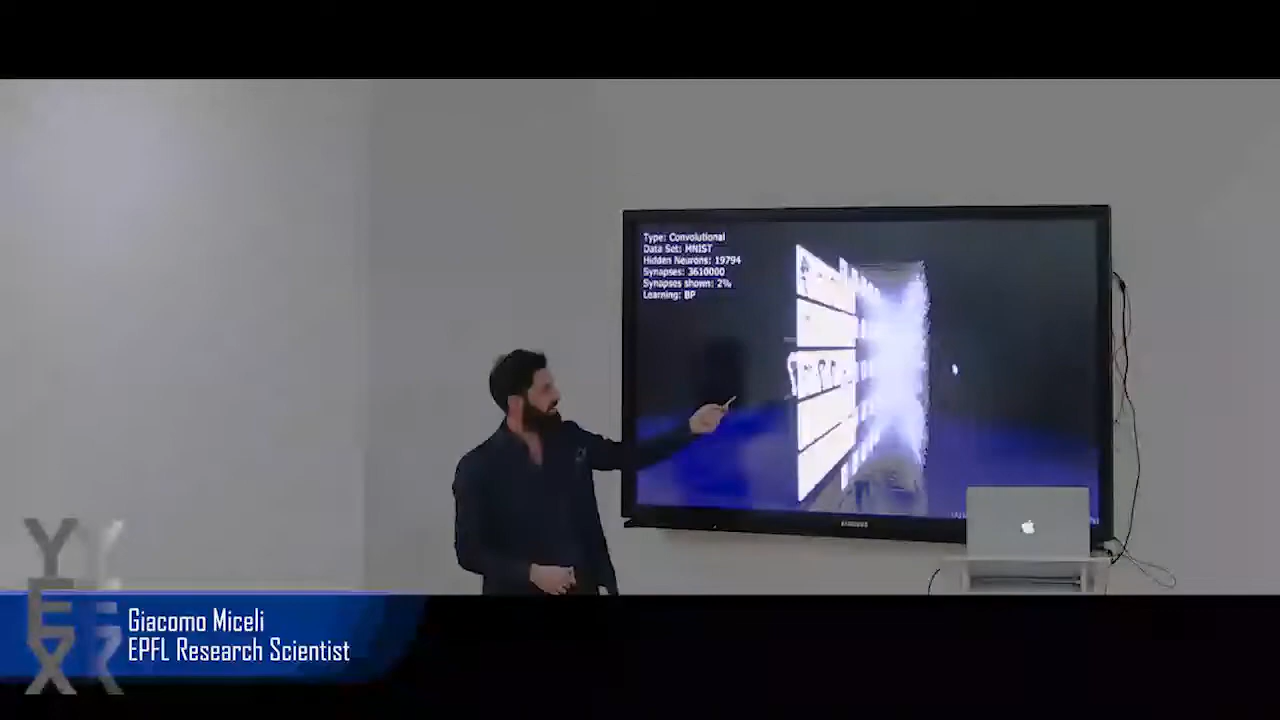 Type: Convolutional
Data Set: MNIST
Hidden Neurons: 19794
Synapses: 3610000
Synapses shown: 2%
Learning: BP
SAMSUNG
Giacomo Miceli
EPFL Research Scientist